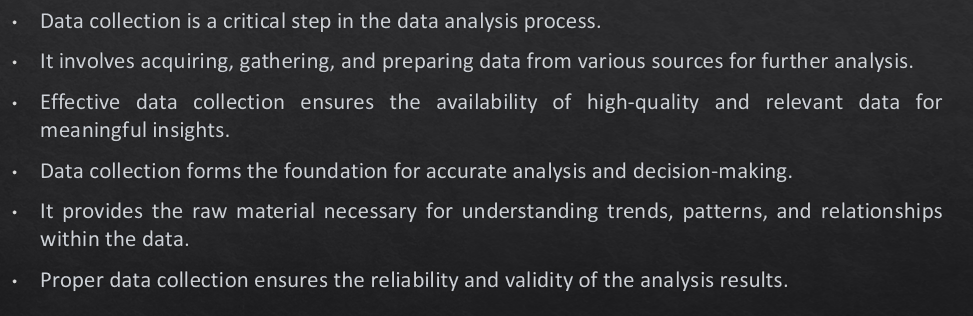 • Data collection is a critical step in the data analysis process.
• It involves acquiring, gathering, and preparing data from various sources for further analysis.
• Effective data collection ensures the availability of high-quality and relevant data for
meaningful insights.
• Data collection forms the foundation for accurate analysis and decision-making.
• It provides the raw material necessary for understanding trends, patterns, and relationships
within the data.
• Proper data collection ensures the reliability and validity of the analysis results.